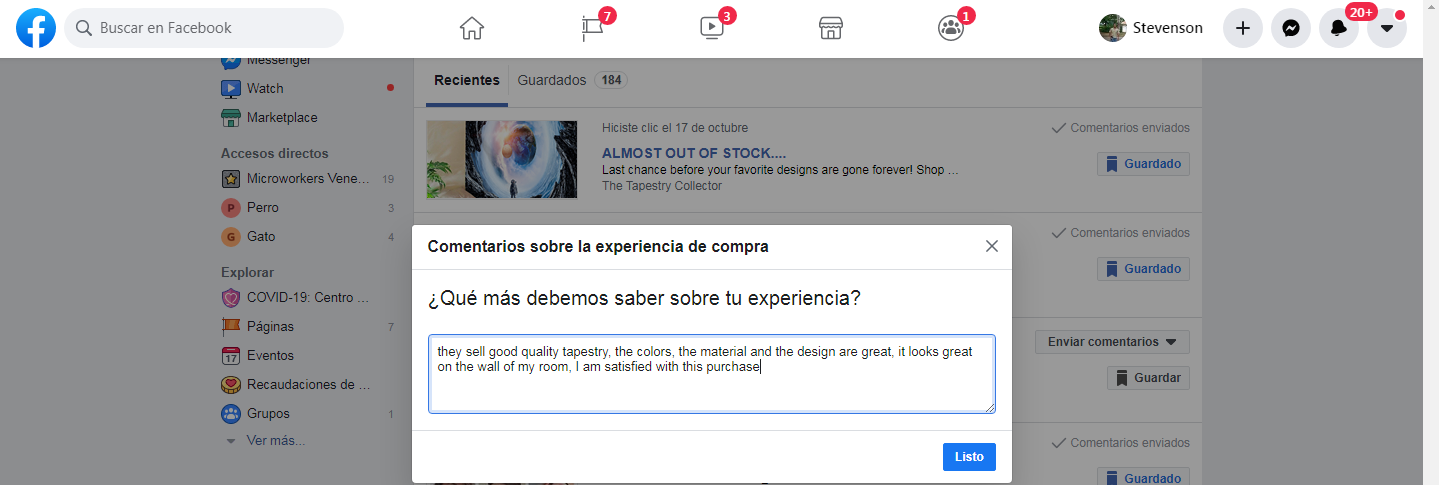 Buscar en Facebook
7
3
1
Stevenson
20+
Messenger
Watch
Marketplace
Accesos directos
Microworkers Vene... 19
Perro 3
Gato 4
Explorar
COVID-19: Centro ...
Páginas 7
Eventos
Recaudaciones de ...
Grupos 1
Ver más...
Recientes Guardados 184
Hiciste clic el 17 de octubre
Comentarios enviados
ALMOST OUT OF STOCK....
Last chance before your favorite designs are gone forever! Shop ...
The Tapestry Collector
Guardado
Comentarios enviados
Guardado
Enviar comentarios
Guardar
Comentarios enviados
Guardado
Comentarios sobre la experiencia de compra
¿Qué más debemos saber sobre tu experiencia?
they sell good quality tapestry, the colors, the material and the design are great, it looks great
on the wall of my room, I am satisfied with this purchase
Listo